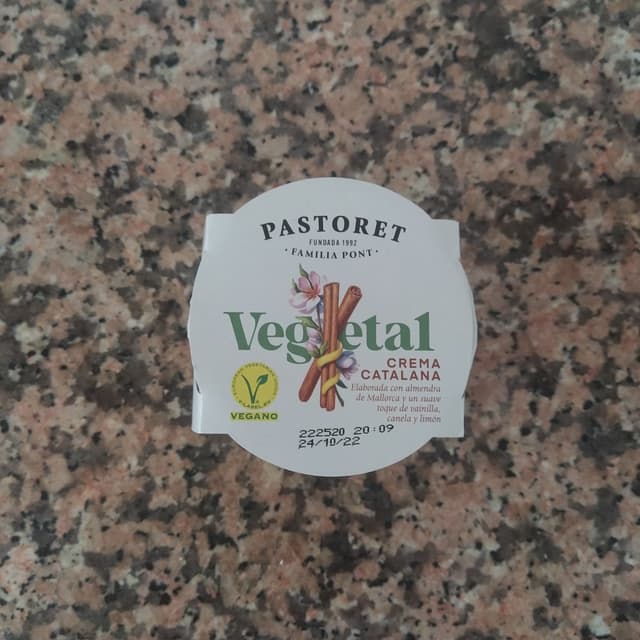 PASTORET
FUNDADA 1992
· FAMILIA PONT ·
Vegetal
CREMA
CATALANA
Elaborada con almendra
de Mallorca y un suave
toque de vainilla,
canela y limón
VEGANO
222520 20:09
24/10/22